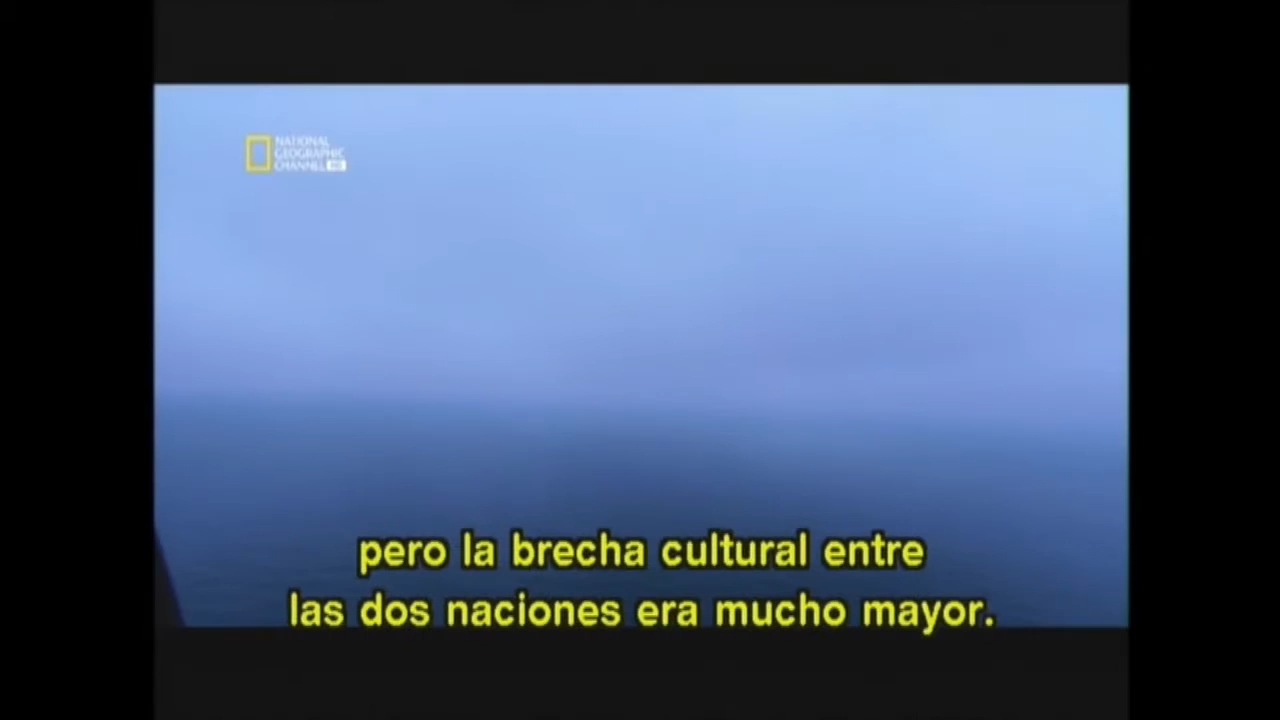 NATIONAL
GEOGRAPHIC
CHANNEL HD
pero la brecha cultural entre
las dos naciones era mucho mayor.